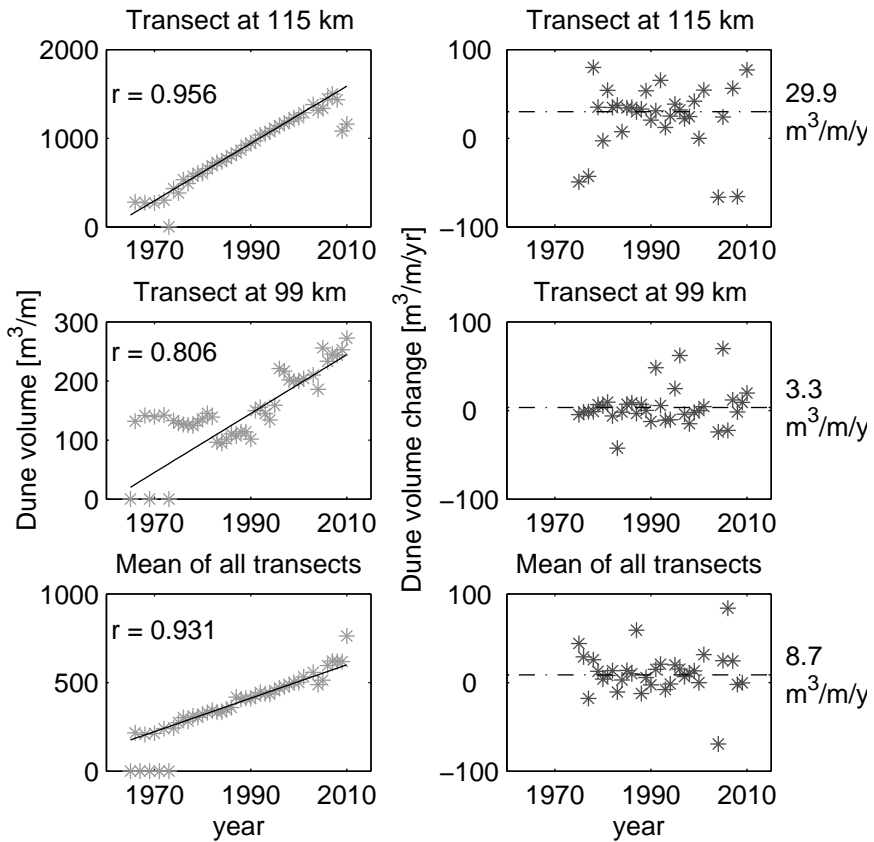 Transect at 115 km
2000
1000
0
1970 1990 2010
r = 0.956
Transect at 115 km
100
0
−100
1970 1990 2010
29.9
m³/m/y
Transect at 99 km
300
200
100
0
1970 1990 2010
r = 0.806
Dune volume [m³/m]
Transect at 99 km
100
0
−100
1970 1990 2010
Dune volume change [m³/m/yr]
3.3
m³/m/y
Mean of all transects
1000
500
0
1970 1990 2010
r = 0.931
year
Mean of all transects
100
0
−100
1970 1990 2010
year
8.7
m³/m/y